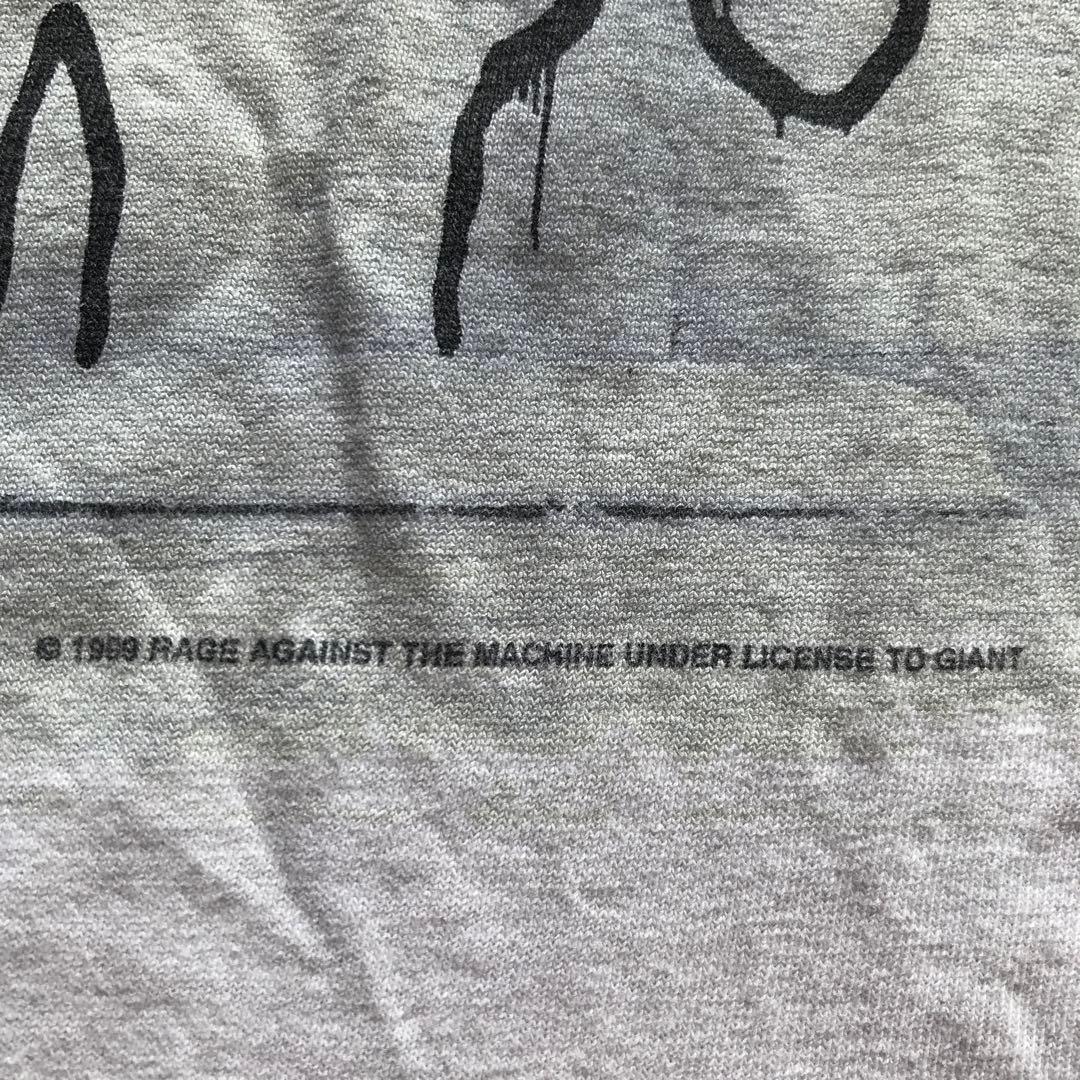 © 1999 RAGE AGAINST THE MACHINE UNDER LICENSE TO GIANT